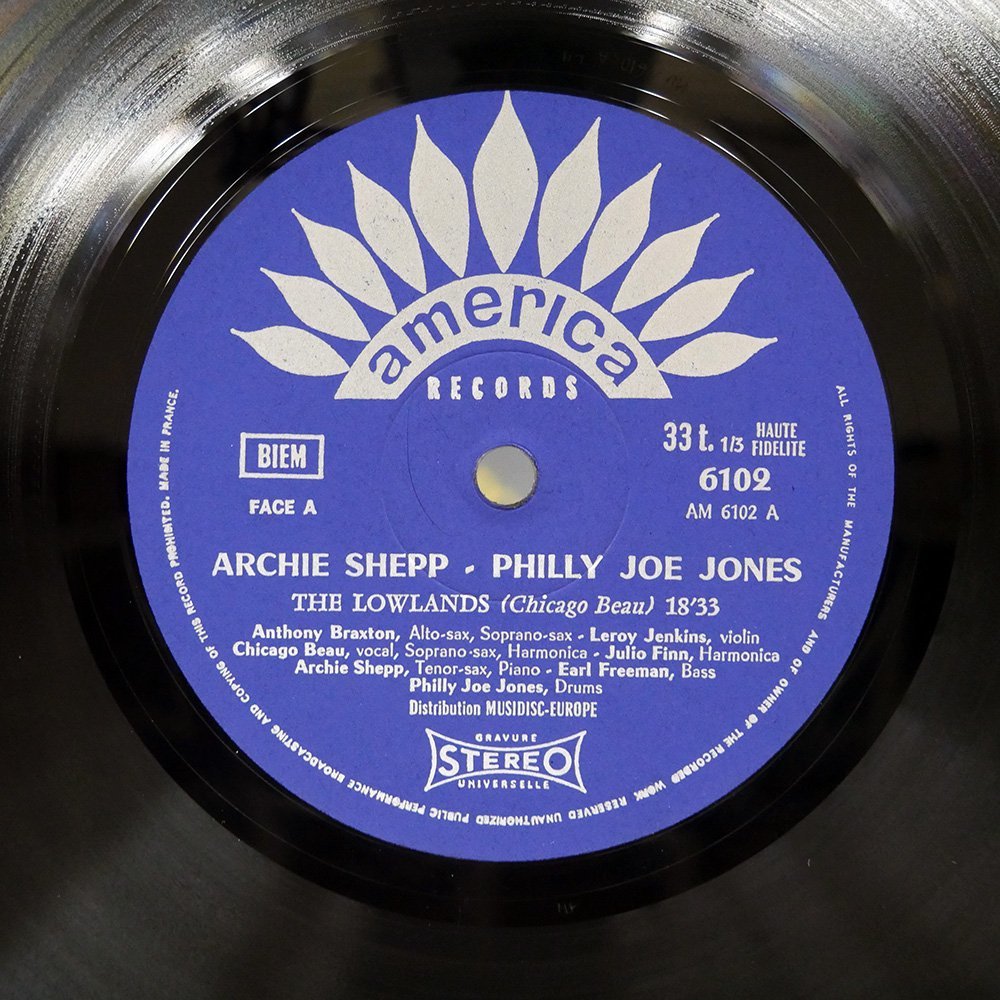 america
RECORDS
BIEM
FACE A
33 t. 1/3 HAUTE FIDELITE
6102
AM 6102 A
ARCHIE SHEPP - PHILLY JOE JONES
THE LOWLANDS (Chicago Beau) 18'33
Anthony Braxton, Alto-sax, Soprano-sax - Leroy Jenkins, violin
Chicago Beau, vocal, Soprano-sax, Harmonica - Julio Finn, Harmonica
Archie Shepp, Tenor-sax, Piano - Earl Freeman, Bass
Philly Joe Jones, Drums
Distribution MUSIDISC-EUROPE
GRAVURE
STEREO
UNIVERSELLE
ALL RIGHTS OF THE MANUFACTURERS AND OF OWNER OF THE RECORDED WORK RESERVED UNAUTHORIZED PUBLIC PERFORMANCE BROADCASTING AND COPYING OF THIS RECORD PROHIBITED. MADE IN FRANCE.